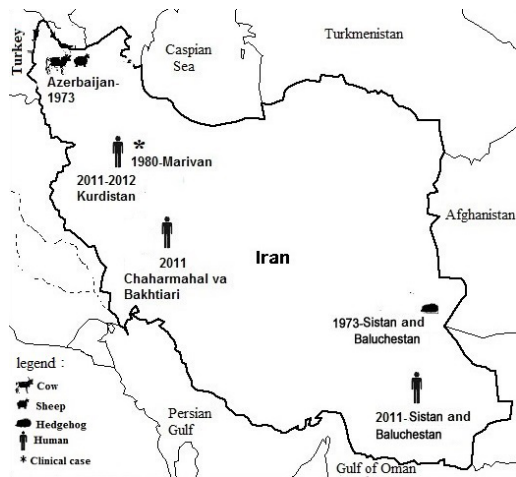 Turkey
Caspian
Sea
Turkmenistan
Azerbaijan-
1973
* 1980-Marivan
2011-2012
Kurdistan
Afghanistan
2011
Chaharmahal va
Bakhtiari
Iran
1973-Sistan and
Baluchestan
legend :
Cow
Sheep
Hedgehog
Human
* Clinical case
2011-Sistan and
Baluchestan
Persian
Gulf
Gulf of Oman